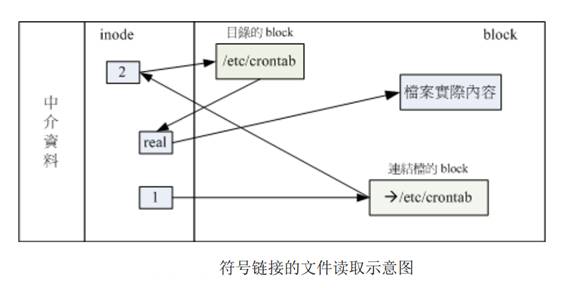 inode
目錄的 block
block
2
/etc/crontab
檔案實際內容
中介資料
real
連結檔的 block
1
→/etc/crontab
符号链接的文件读取示意图